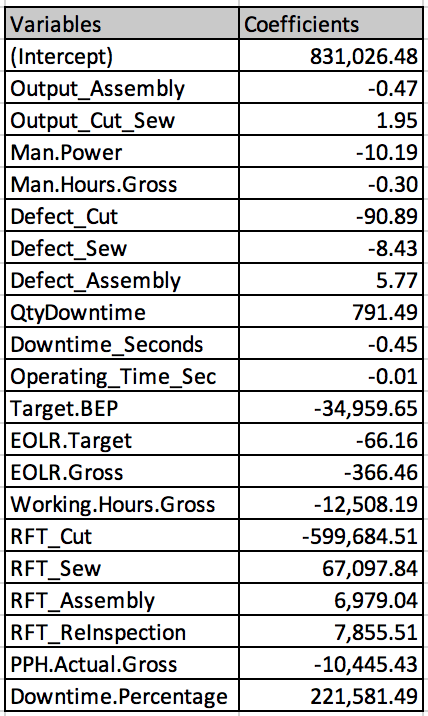 Variables Coefficients
(Intercept) 831,026.48
Output_Assembly -0.47
Output_Cut_Sew 1.95
Man.Power -10.19
Man.Hours.Gross -0.30
Defect_Cut -90.89
Defect_Sew -8.43
Defect_Assembly 5.77
QtyDowntime 791.49
Downtime_Seconds -0.45
Operating_Time_Sec -0.01
Target.BEP -34,959.65
EOLR.Target -66.16
EOLR.Gross -366.46
Working.Hours.Gross -12,508.19
RFT_Cut -599,684.51
RFT_Sew 67,097.84
RFT_Assembly 6,979.04
RFT_ReInspection 7,855.51
PPH.Actual.Gross -10,445.43
Downtime.Percentage 221,581.49